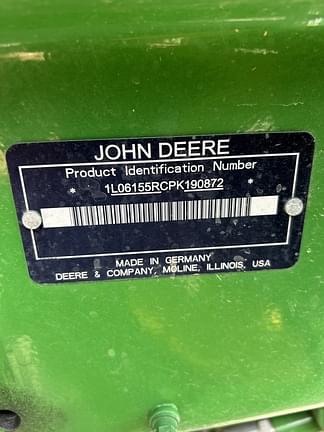 JOHN DEERE
Product Identification Number
* 1L06155RCPK190872 *
MADE IN GERMANY
DEERE & COMPANY, MOLINE, ILLINOIS, USA